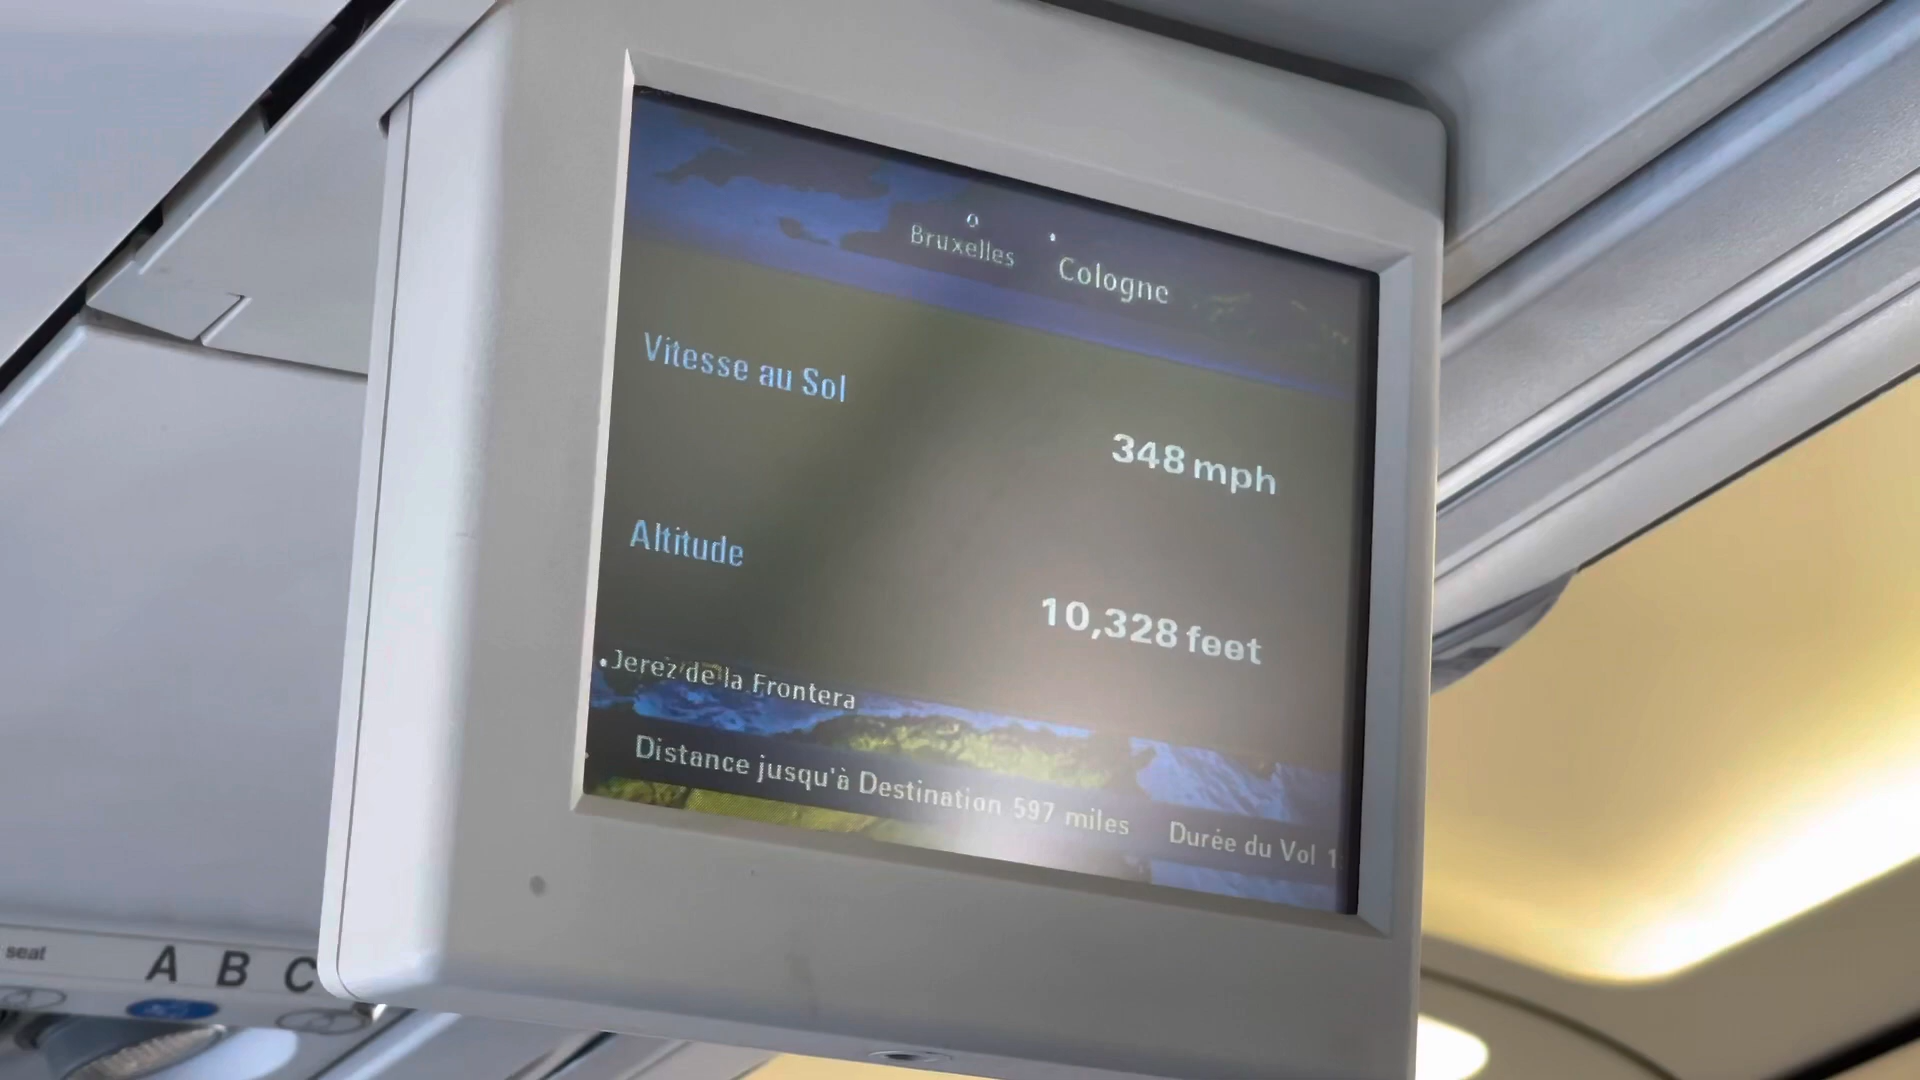 Bruxelles
Cologne
Vitesse au Sol
348 mph
Altitude
10,328 feet
Jerez de la Frontera
Distance jusqu'à Destination 597 miles
Durée du Vol 1:
seat
A B C